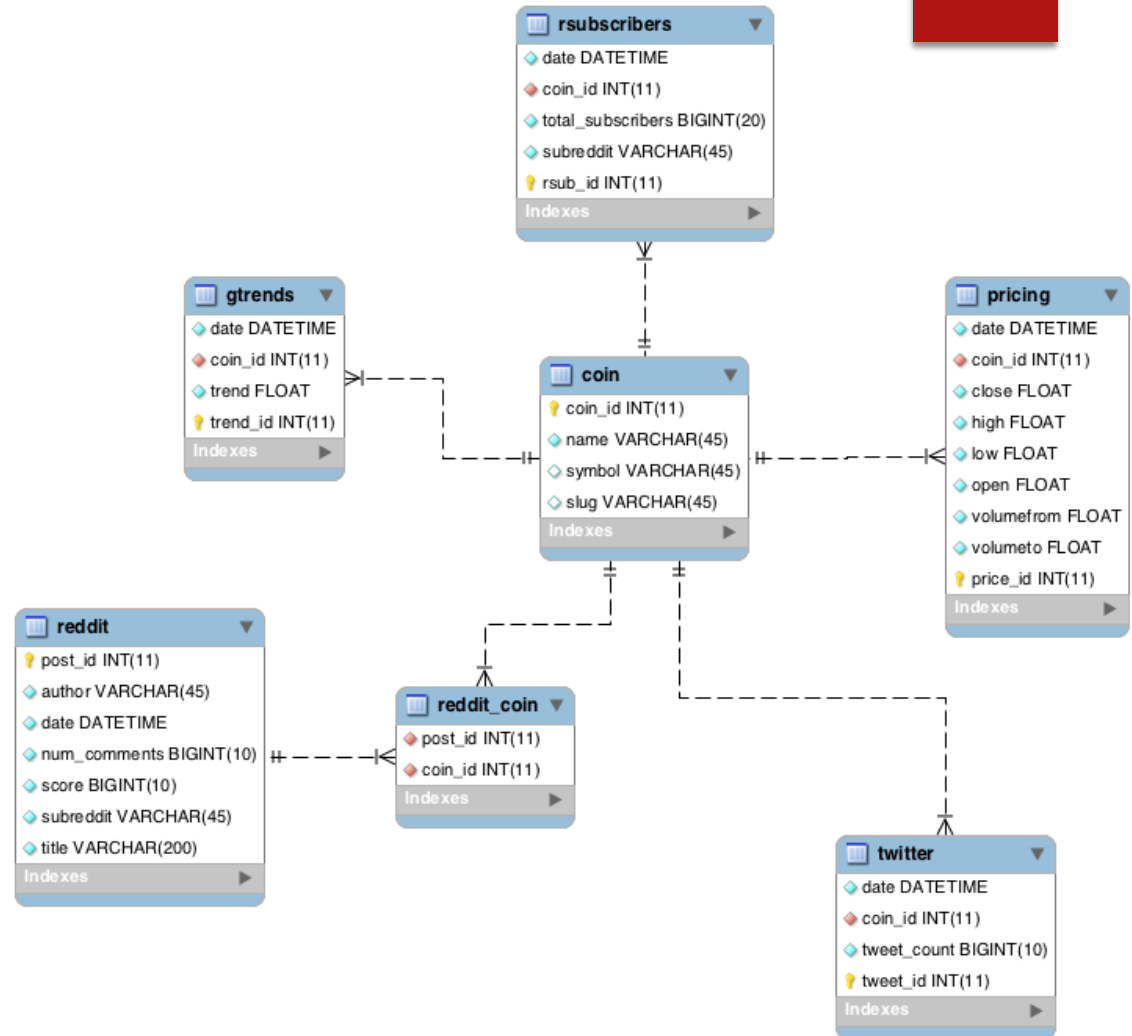 rsubscribers
date DATETIME
coin_id INT(11)
total_subscribers BIGINT(20)
subreddit VARCHAR(45)
rsub_id INT(11)
Indexes
gtrends
date DATETIME
coin_id INT(11)
trend FLOAT
trend_id INT(11)
Indexes
coin
coin_id INT(11)
name VARCHAR(45)
symbol VARCHAR(45)
slug VARCHAR(45)
Indexes
pricing
date DATETIME
coin_id INT(11)
close FLOAT
high FLOAT
low FLOAT
open FLOAT
volumefrom FLOAT
volumeto FLOAT
price_id INT(11)
Indexes
reddit
post_id INT(11)
author VARCHAR(45)
date DATETIME
num_comments BIGINT(10)
score BIGINT(10)
subreddit VARCHAR(45)
title VARCHAR(200)
Indexes
reddit_coin
post_id INT(11)
coin_id INT(11)
Indexes
twitter
date DATETIME
coin_id INT(11)
tweet_count BIGINT(10)
tweet_id INT(11)
Indexes